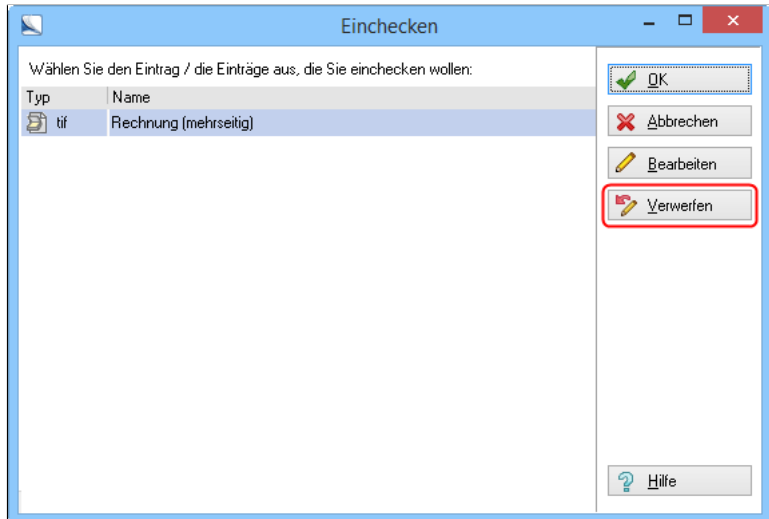 Einchecken
Wählen Sie den Eintrag / die Einträge aus, die Sie einchecken wollen:
Typ Name
tif Rechnung (mehrseitig)
OK
Abbrechen
Bearbeiten
Verwerfen
Hilfe